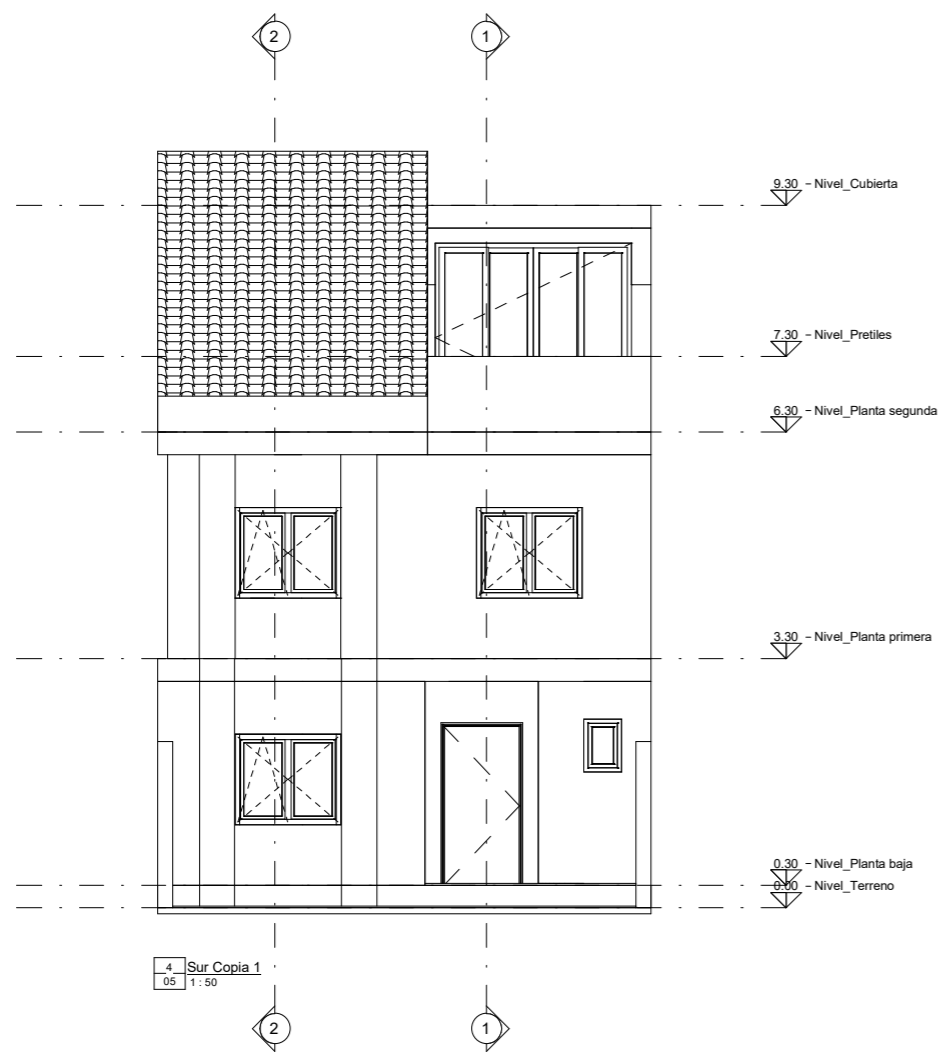 2
1
9.30 - Nivel_Cubierta
7.30 - Nivel_Pretiles
6.30 - Nivel_Planta segunda
3.30 - Nivel_Planta primera
0.30 - Nivel_Planta baja
0.00 - Nivel_Terreno
4 Sur Copia 1
05 1 : 50
2
1